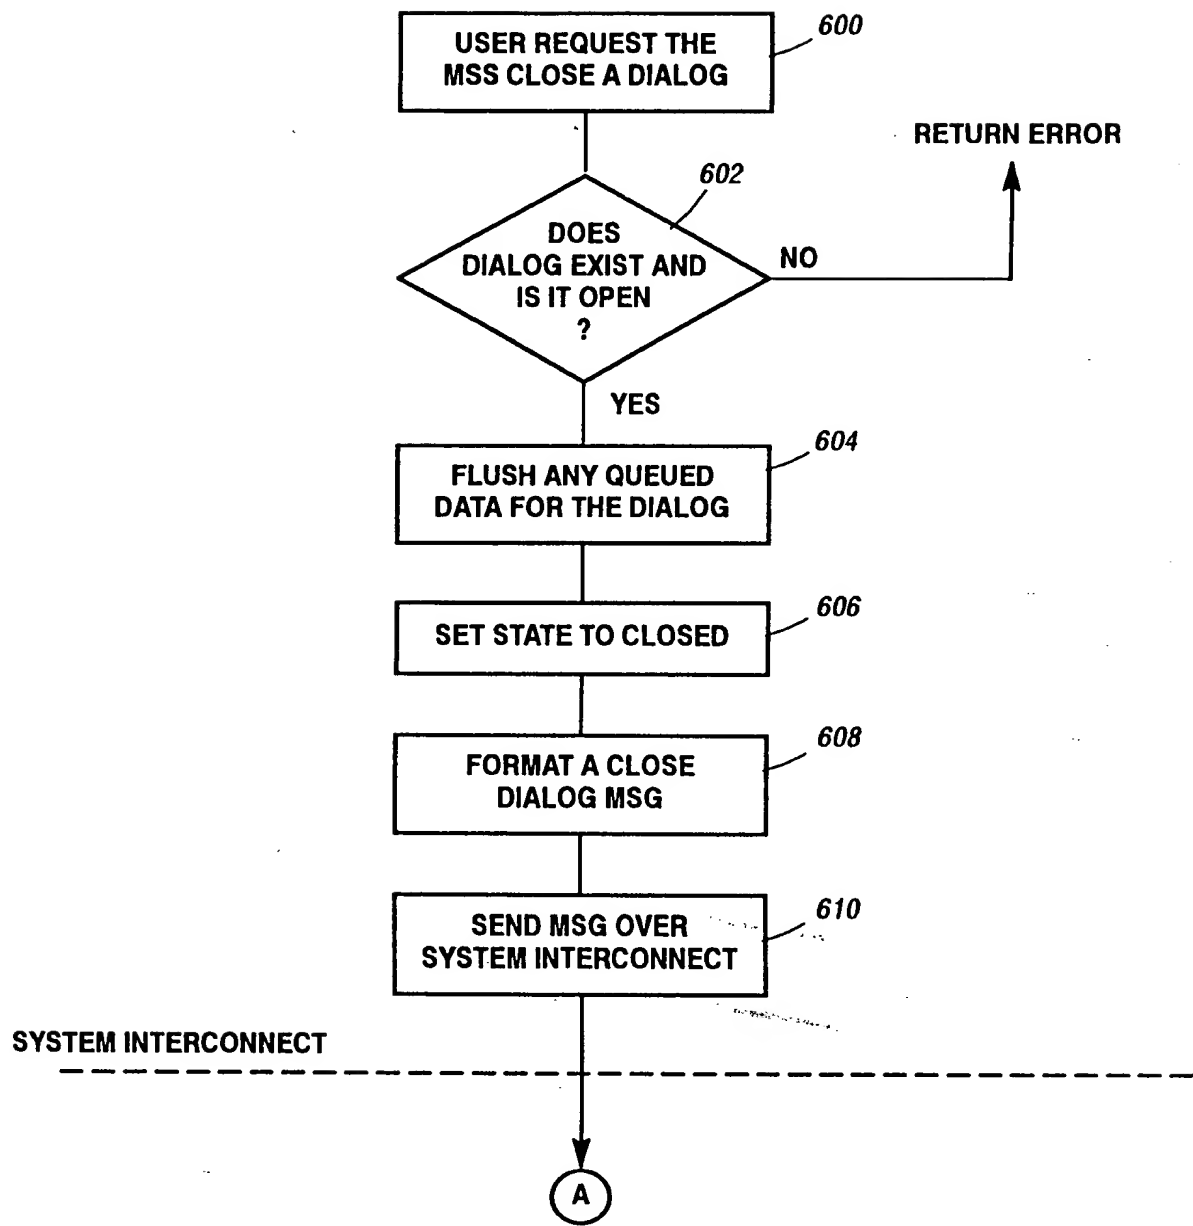 USER REQUEST THE
MSS CLOSE A DIALOG
600
RETURN ERROR
602
DOES
DIALOG EXIST AND
IS IT OPEN
?
NO
YES
604
FLUSH ANY QUEUED
DATA FOR THE DIALOG
606
SET STATE TO CLOSED
608
FORMAT A CLOSE
DIALOG MSG
610
SEND MSG OVER
SYSTEM INTERCONNECT
SYSTEM INTERCONNECT
A